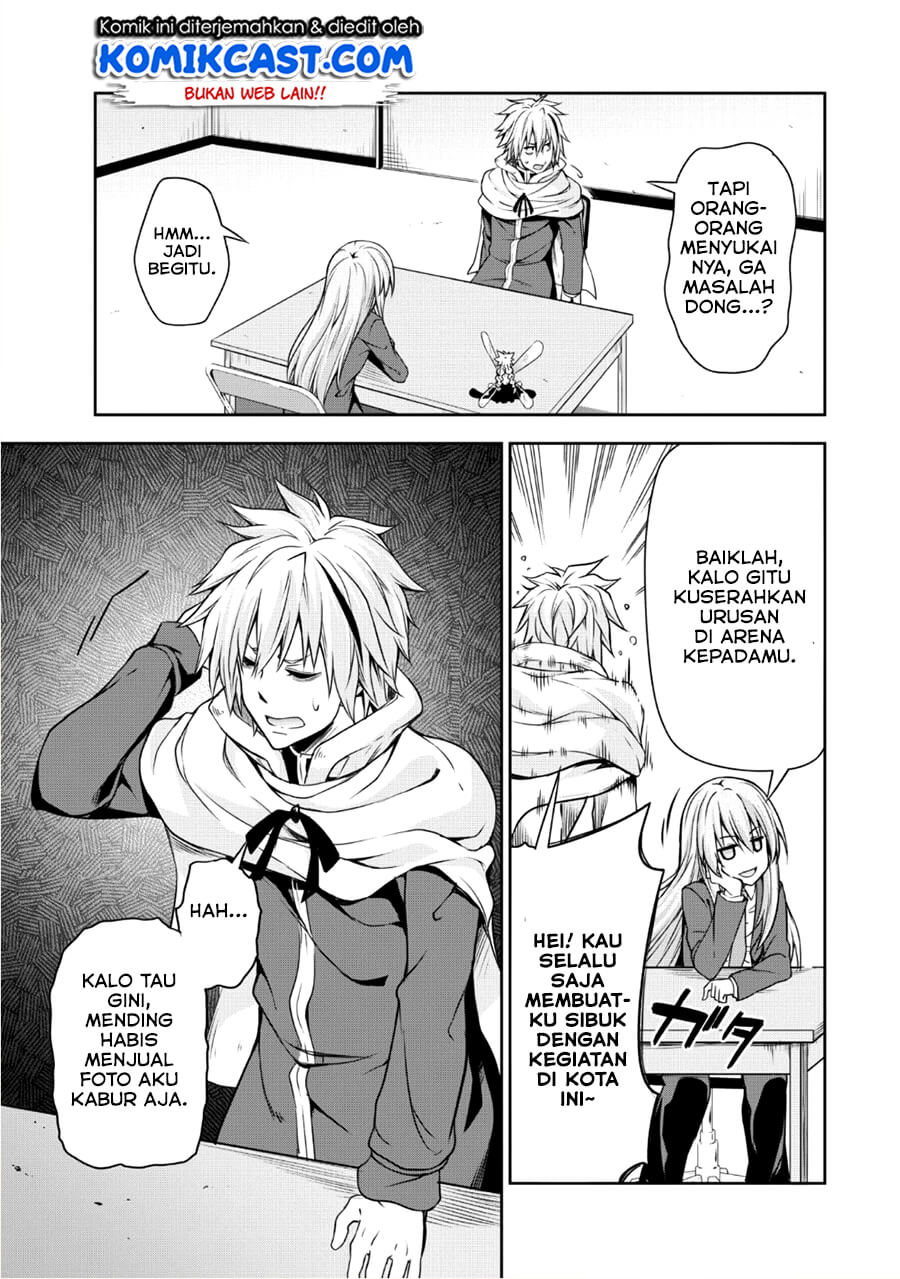 Komik ini diterjemahkan & diedit oleh
KOMIKCAST.COM
BUKAN WEB LAIN!!
TAPI
ORANG-
ORANG
MENYUKAI
NYA, GA
MASALAH
DONG...?
HMM...
JADI
BEGITU.
BAIKLAH,
KALO GITU
KUSERAHKAN
URUSAN
DI ARENA
KEPADAMU.
HEI! KAU
SELALU
SAJA
MEMBUAT-
KU SIBUK
DENGAN
KEGIATAN
DI KOTA
INI~
ガタ
HAH...
KALO TAU
GINI,
MENDING
HABIS
MENJUAL
FOTO AKU
KABUR AJA.